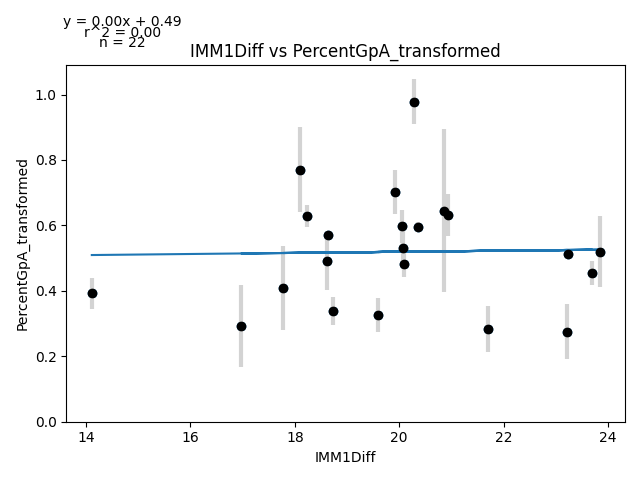 y = 0.00x + 0.49
r^2 = 0.00
n = 22
IMM1Diff vs PercentGpA_transformed
PercentGpA_transformed
1.0
0.8
0.6
0.4
0.2
0.0
14 16 18 20 22 24
IMM1Diff